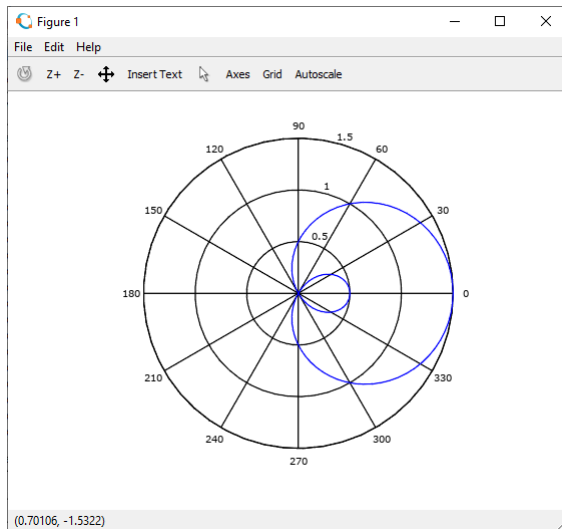 Figure 1
File Edit Help
Z+ Z- Insert Text Axes Grid Autoscale
90
120 1.5 60
150 1 30
0.5
180 0
210 330
240 300
270
(0.70106, -1.5322)